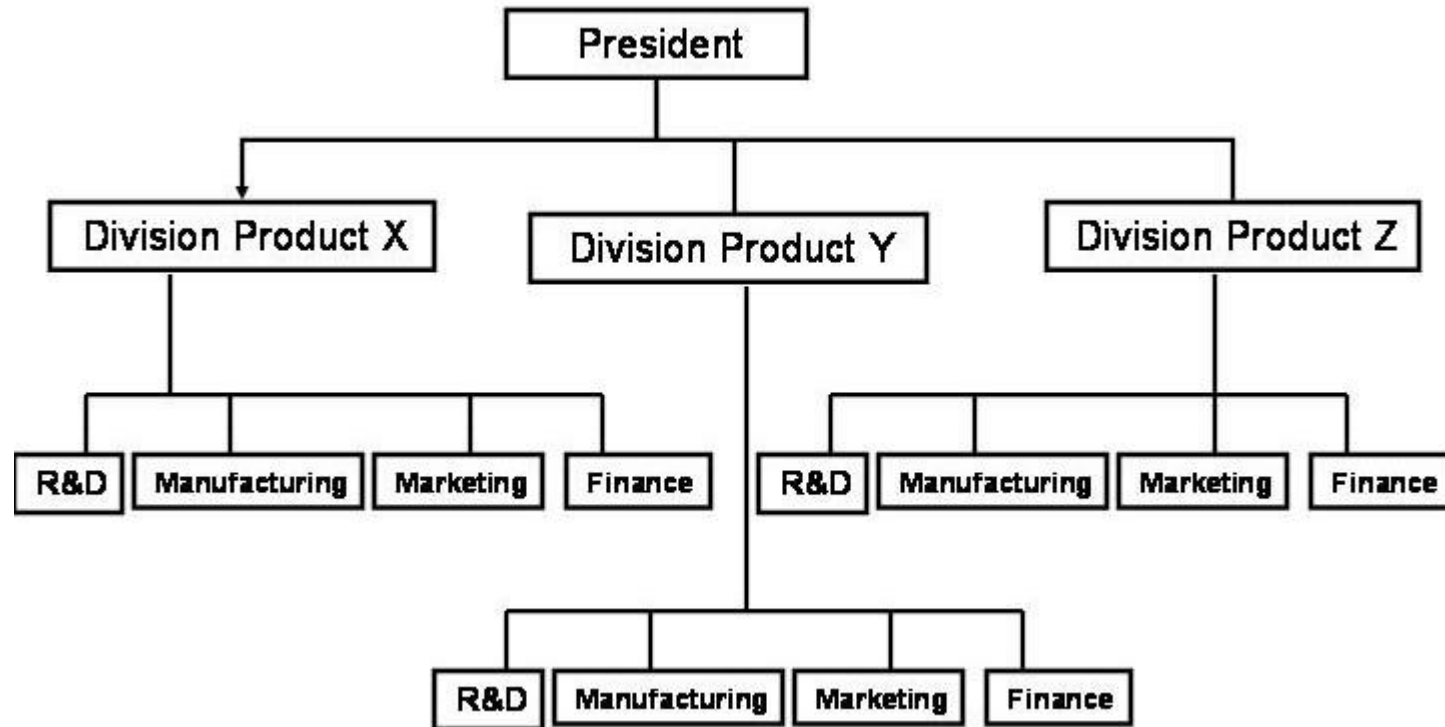 President
Division Product X
Division Product Y
Division Product Z
R&D
Manufacturing
Marketing
Finance
R&D
Manufacturing
Marketing
Finance
R&D
Manufacturing
Marketing
Finance